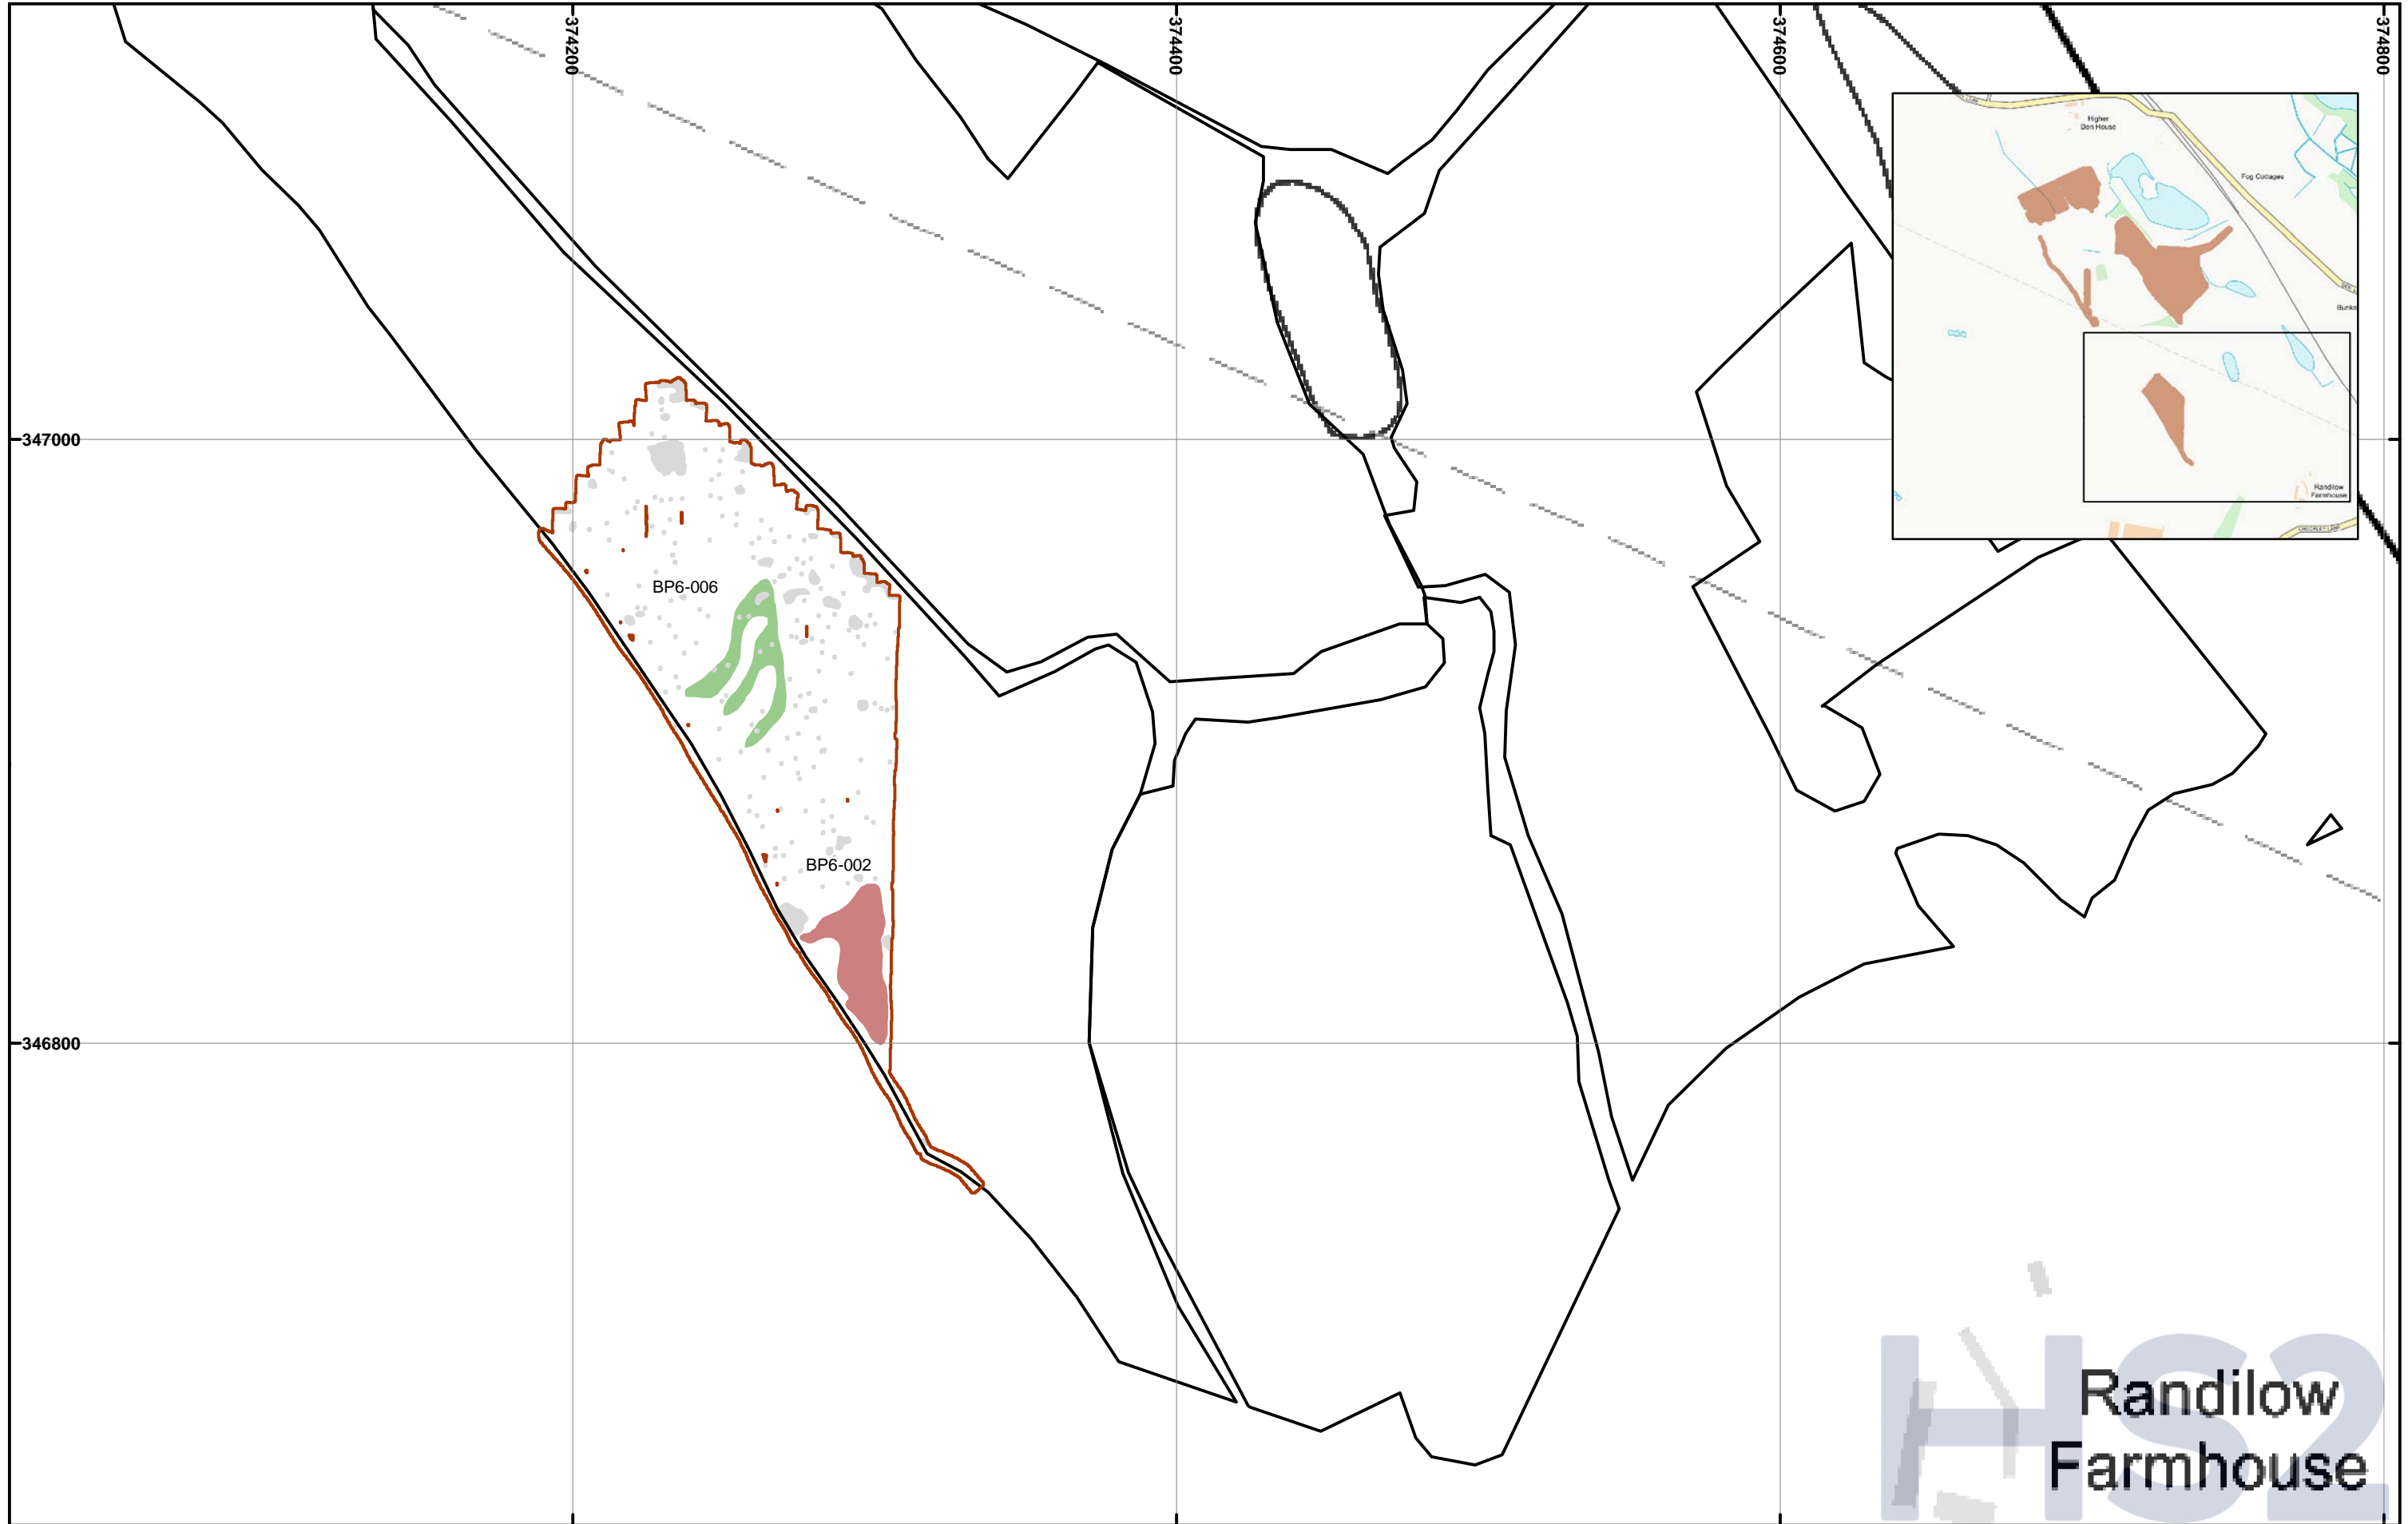 374200
374400
374600
374800
Higher
Den House
Fog Cottages
347000
Randilow
Farmhouse
BP6-006
BP6-002
346800
HS2
Randilow
Farmhouse